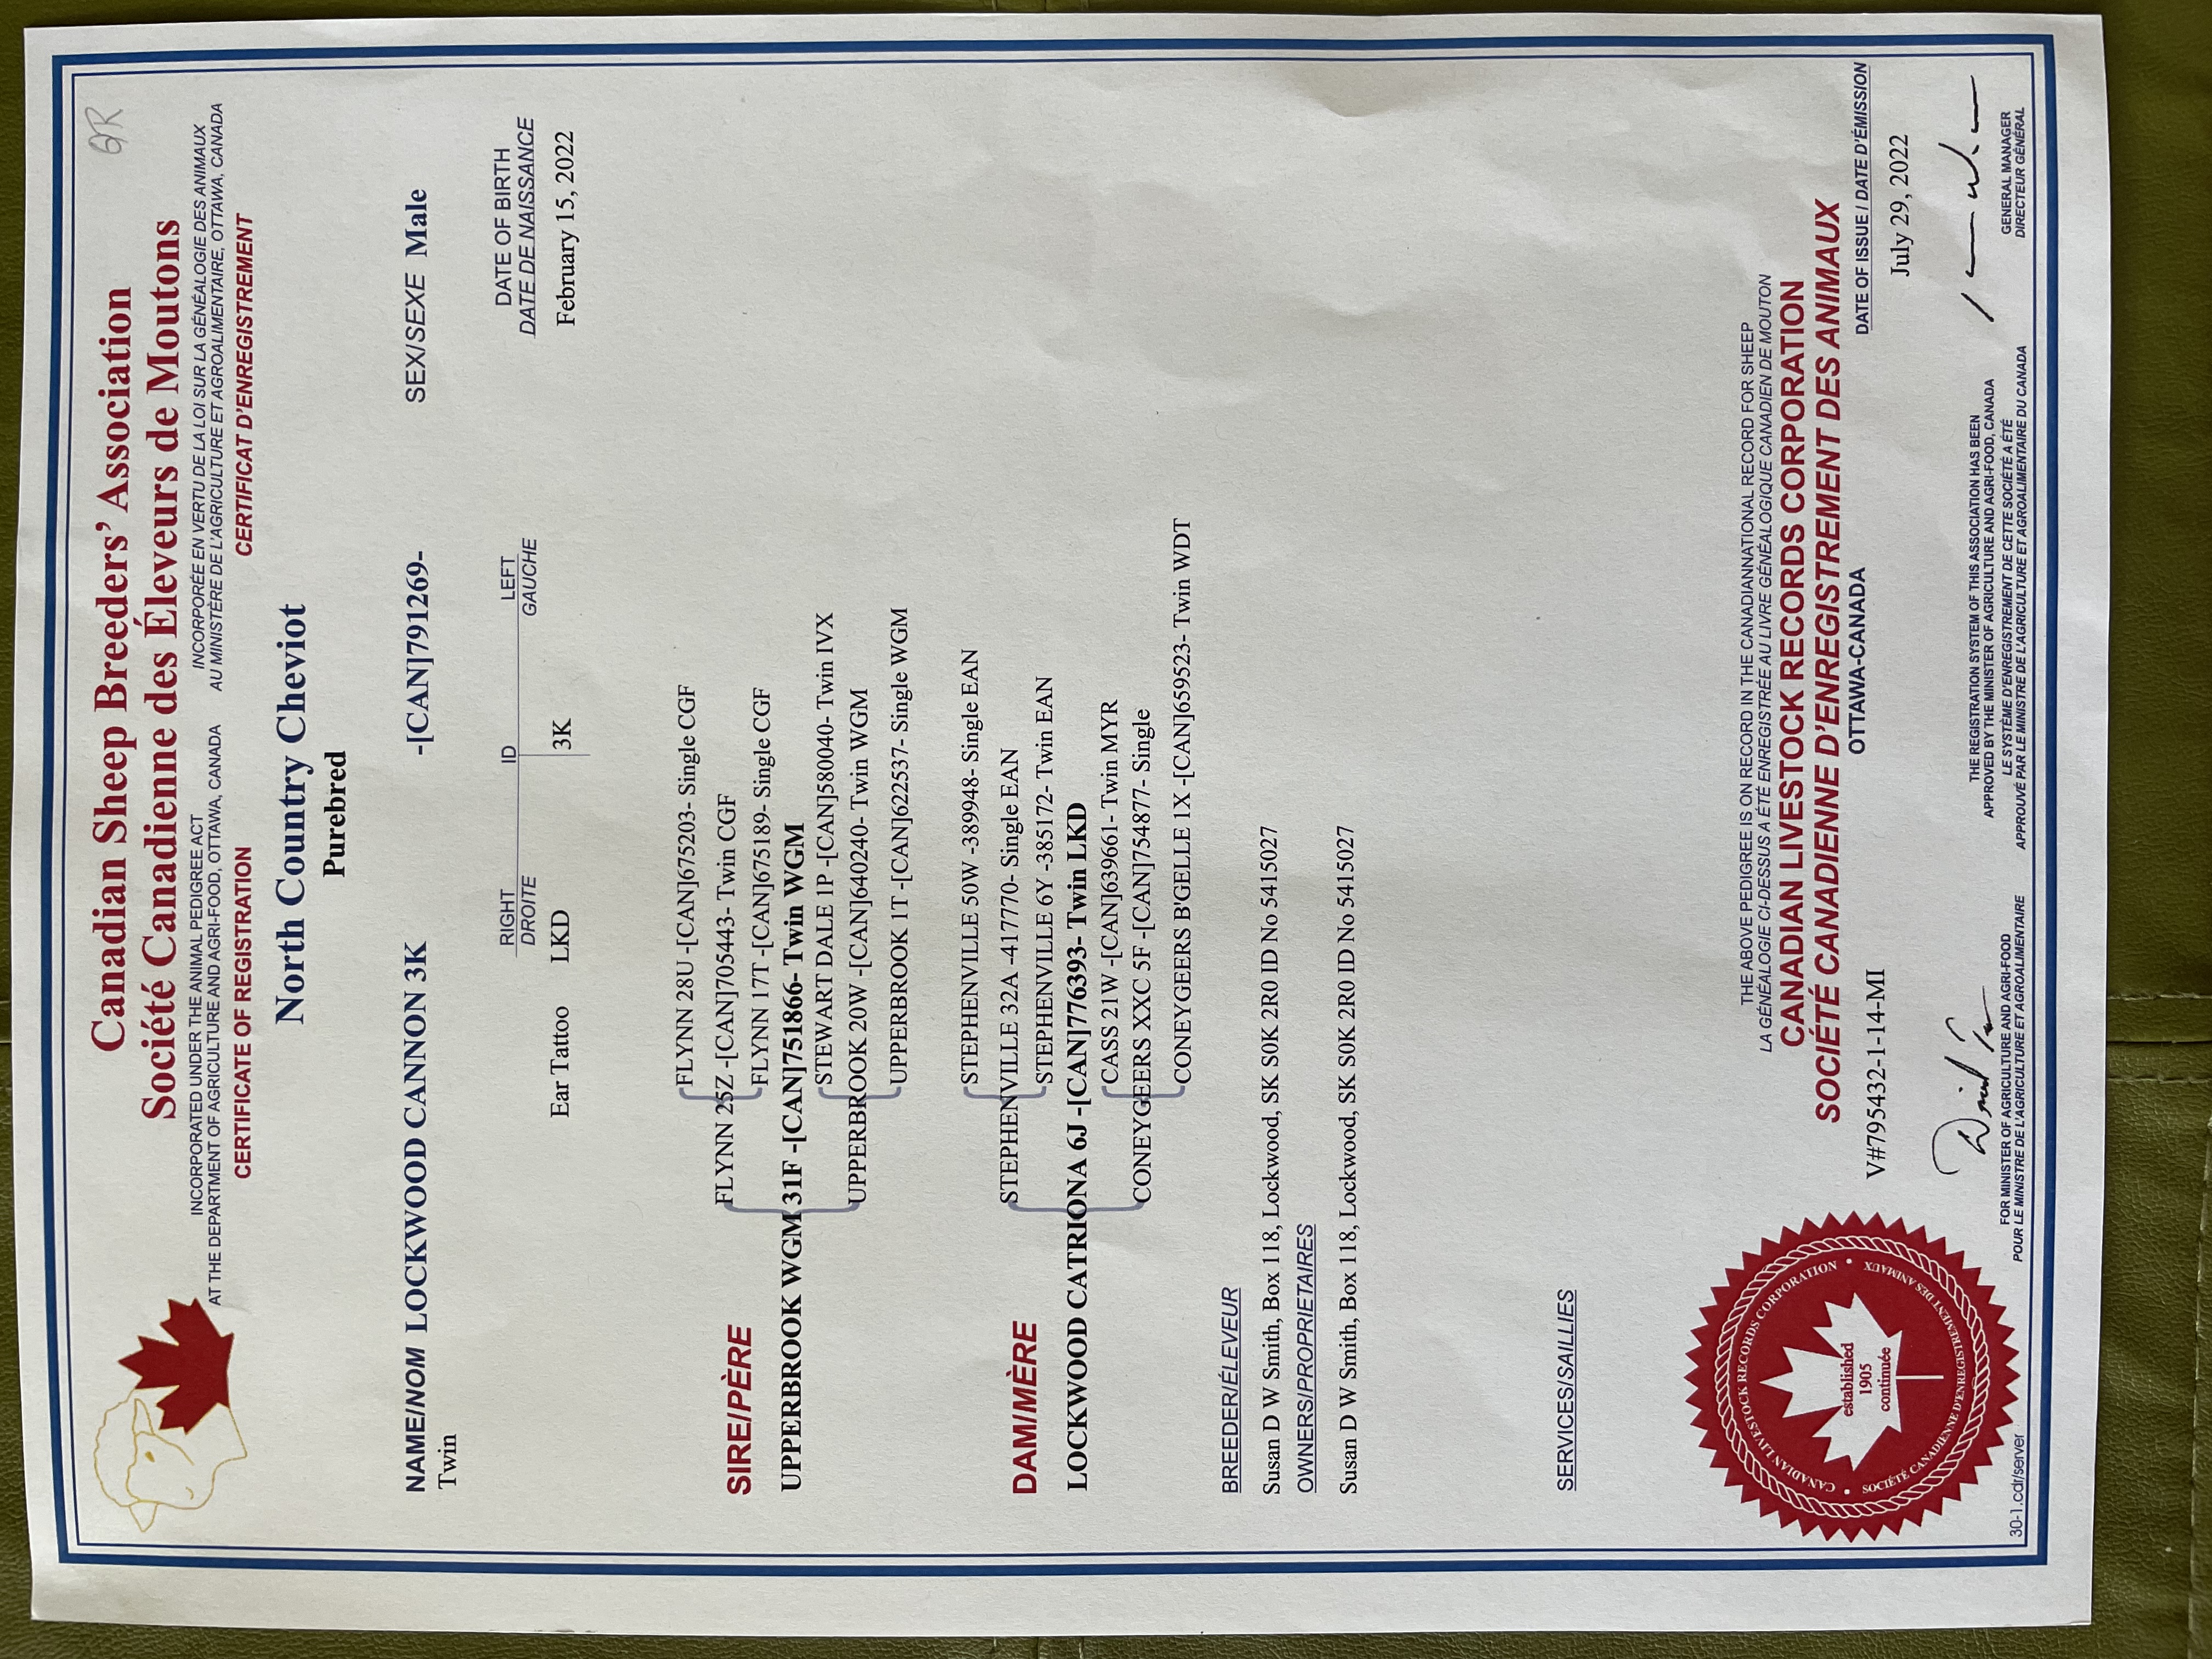 QR
Canadian Sheep Breeders' Association
Société Canadienne des Éleveurs de Moutons
INCORPORATED UNDER THE ANIMAL PEDIGREE ACT
AT THE DEPARTMENT OF AGRICULTURE AND AGRI-FOOD, OTTAWA, CANADA
INCORPORÉE EN VERTU DE LA LOI SUR LA GÉNÉALOGIE DES ANIMAUX
AU MINISTÈRE DE L'AGRICULTURE ET AGROALIMENTAIRE, OTTAWA, CANADA
CERTIFICATE OF REGISTRATION
CERTIFICAT D'ENREGISTREMENT
North Country Cheviot
Purebred
NAME/NOM LOCKWOOD CANNON 3K -[CAN]791269- SEX/SEXE Male
Twin
RIGHT ID LEFT
DROITE GAUCHE
DATE OF BIRTH
DATE DE NAISSANCE
Ear Tattoo LKD 3K February 15, 2022
FLYNN 28U -[CAN]675203- Single CGF
SIRE/PÈRE FLYNN 25Z -[CAN]705443- Twin CGF
FLYNN 17T -[CAN]675189- Single CGF
UPPERBROOK WGM 31F -[CAN]751866- Twin WGM
STEWART DALE 1P -[CAN]580040- Twin IVX
UPPERBROOK 20W -[CAN]640240- Twin WGM
UPPERBROOK 1T -[CAN]622537- Single WGM
STEPHENVILLE 50W -389948- Single EAN
DAM/MÈRE STEPHENVILLE 32A -417770- Single EAN
STEPHENVILLE 6Y -385172- Twin EAN
LOCKWOOD CATRIONA 6J -[CAN]776393- Twin LKD
CASS 21W -[CAN]639661- Twin MYR
CONEYGEERS XXC 5F -[CAN]754877- Single
CONEYGEERS B'GELLE 1X -[CAN]659523- Twin WDT
BREEDER/ÉLEVEUR
Susan D W Smith, Box 118, Lockwood, SK S0K 2R0 ID No 5415027
OWNERS/PROPRIETAIRES
Susan D W Smith, Box 118, Lockwood, SK S0K 2R0 ID No 5415027
SERVICES/SAILLIES
THE ABOVE PEDIGREE IS ON RECORD IN THE CANADIANNATIONAL RECORD FOR SHEEP
LA GÉNÉALOGIE CI-DESSUS A ÉTÉ ENREGISTRÉE AU LIVRE GÉNÉALOGIQUE CANADIEN DE MOUTON
CANADIAN LIVESTOCK RECORDS CORPORATION
SOCIÉTÉ CANADIENNE D'ENREGISTREMENT DES ANIMAUX
OTTAWA-CANADA
V#795432-1-14-MI
DATE OF ISSUE / DATE D'ÉMISSION
July 29, 2022
CANADIAN LIVESTOCK RECORDS CORPORATION
SOCIÉTÉ CANADIENNE D'ENREGISTREMENT DES ANIMAUX
established
1905
continuée
FOR MINISTER OF AGRICULTURE AND AGRI-FOOD
POUR LE MINISTRE DE L'AGRICULTURE ET AGROALIMENTAIRE
THE REGISTRATION SYSTEM OF THIS ASSOCIATION HAS BEEN
APPROVED BY THE MINISTER OF AGRICULTURE AND AGRI-FOOD, CANADA
LE SYSTÈME D'ENREGISTREMENT DE CETTE SOCIÉTÉ A ÉTÉ
APPROUVÉ PAR LE MINISTRE DE L'AGRICULTURE ET AGROALIMENTAIRE DU CANADA
GENERAL MANAGER
DIRECTEUR GÉNÉRAL
30-1.cdr/server